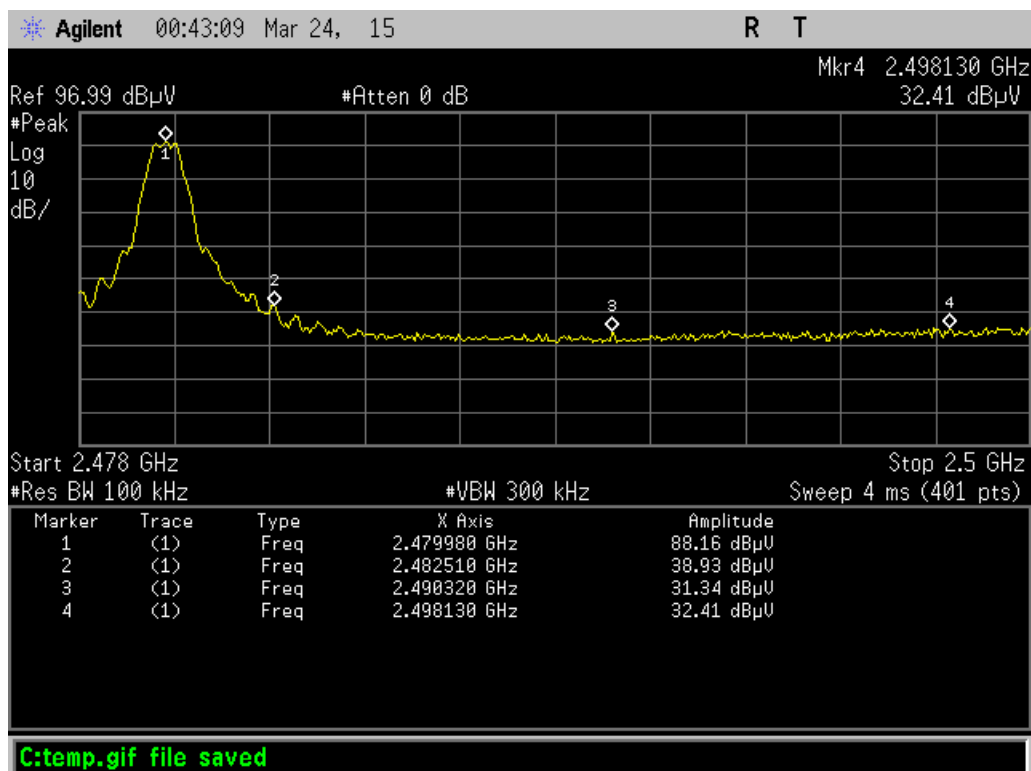 Agilent 00:43:09 Mar 24, 15 R T
Mkr4 2.498130 GHz
Ref 96.99 dBµV #Atten 0 dB 32.41 dBµV
#Peak
Log
10
dB/
1
2
3
4
Start 2.478 GHz Stop 2.5 GHz
#Res BW 100 kHz #VBW 300 kHz Sweep 4 ms (401 pts)
Marker Trace Type X Axis Amplitude
1 (1) Freq 2.479980 GHz 88.16 dBµV
2 (1) Freq 2.482510 GHz 38.93 dBµV
3 (1) Freq 2.490320 GHz 31.34 dBµV
4 (1) Freq 2.498130 GHz 32.41 dBµV
C:temp.gif file saved